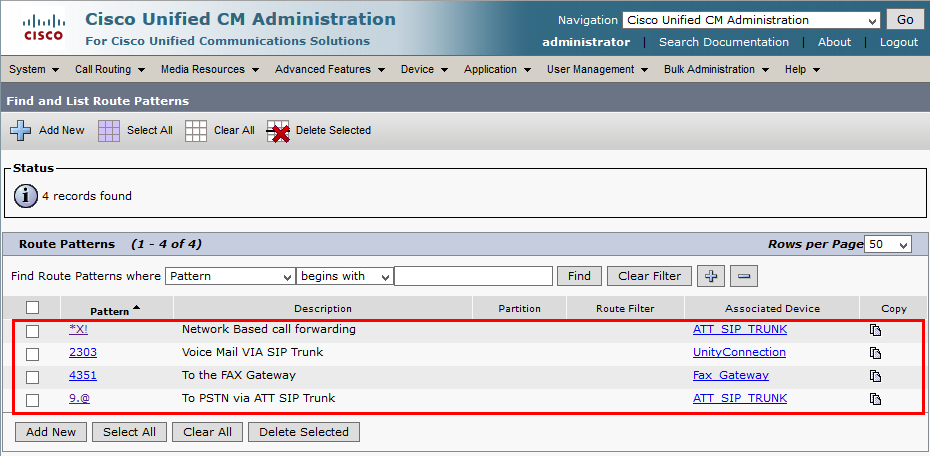 Cisco Unified CM Administration Navigation Cisco Unified CM Administration Go
CISCO For Cisco Unified Communications Solutions administrator | Search Documentation | About | Logout
System Call Routing Media Resources Advanced Features Device Application User Management Bulk Administration Help
Find and List Route Patterns
Add New Select All Clear All Delete Selected
Status
i 4 records found
Route Patterns (1 - 4 of 4) Rows per Page 50
Find Route Patterns where Pattern begins with Find Clear Filter + -
Pattern Description Partition Route Filter Associated Device Copy
*X! Network Based call forwarding ATT_SIP_TRUNK
2303 Voice Mail VIA SIP Trunk UnityConnection
4351 To the FAX Gateway Fax_Gateway
9.@ To PSTN via ATT SIP Trunk ATT_SIP_TRUNK
Add New Select All Clear All Delete Selected